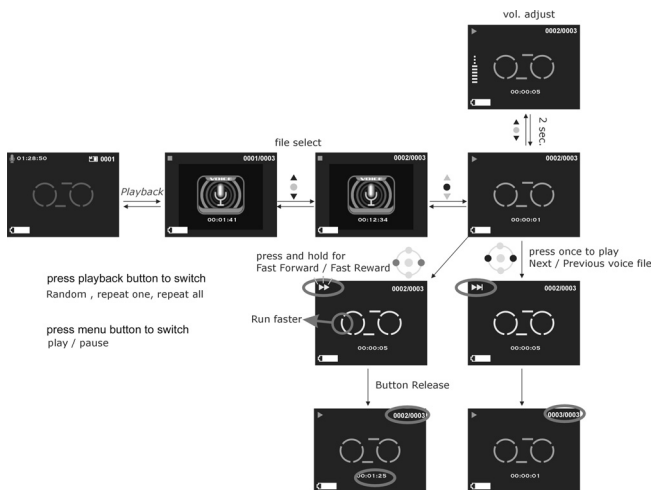 vol. adjust
0002/0003
00:00:05
2 sec.
file select
01:28:50
0001
Playback
0001/0003
VOICE
00:01:41
0002/0003
VOICE
00:12:34
0002/0003
00:00:01
press and hold for
Fast Forward / Fast Reward
press once to play
Next / Previous voice file
press playback button to switch
Random , repeat one, repeat all
press menu button to switch
play / pause
0002/0003
Run faster
00:00:05
0002/0003
00:00:05
Button Release
0002/0003
00:01:25
0003/0003
00:00:01